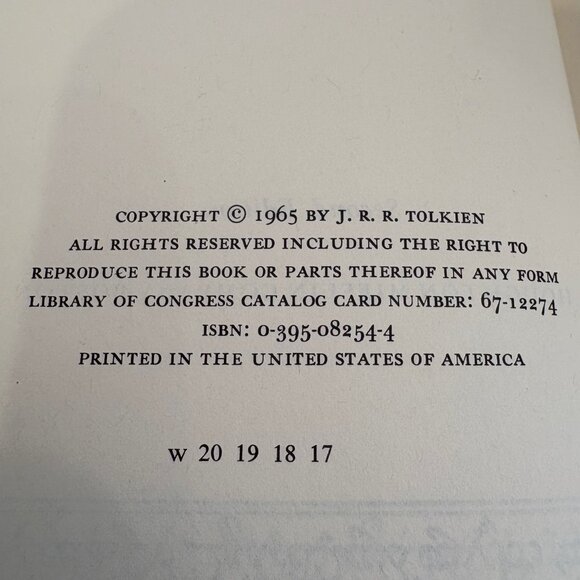 COPYRIGHT © 1965 BY J. R. R. TOLKIEN
ALL RIGHTS RESERVED INCLUDING THE RIGHT TO
REPRODUCE THIS BOOK OR PARTS THEREOF IN ANY FORM
LIBRARY OF CONGRESS CATALOG CARD NUMBER: 67-12274
ISBN: 0-395-08254-4
PRINTED IN THE UNITED STATES OF AMERICA
W 20 19 18 17